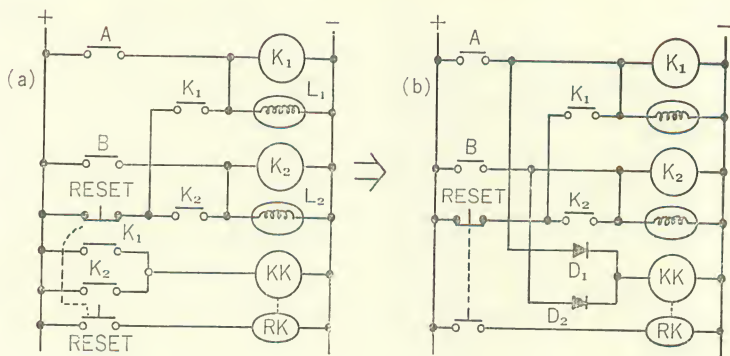 (a)
+
−
A
K₁
L₁
K₁
B
K₂
RESET
K₂
L₂
K₁
K₂
KK
RK
RESET
⇒
(b)
+
−
A
K₁
K₁
B
K₂
RESET
K₂
D₁
KK
D₂
RK